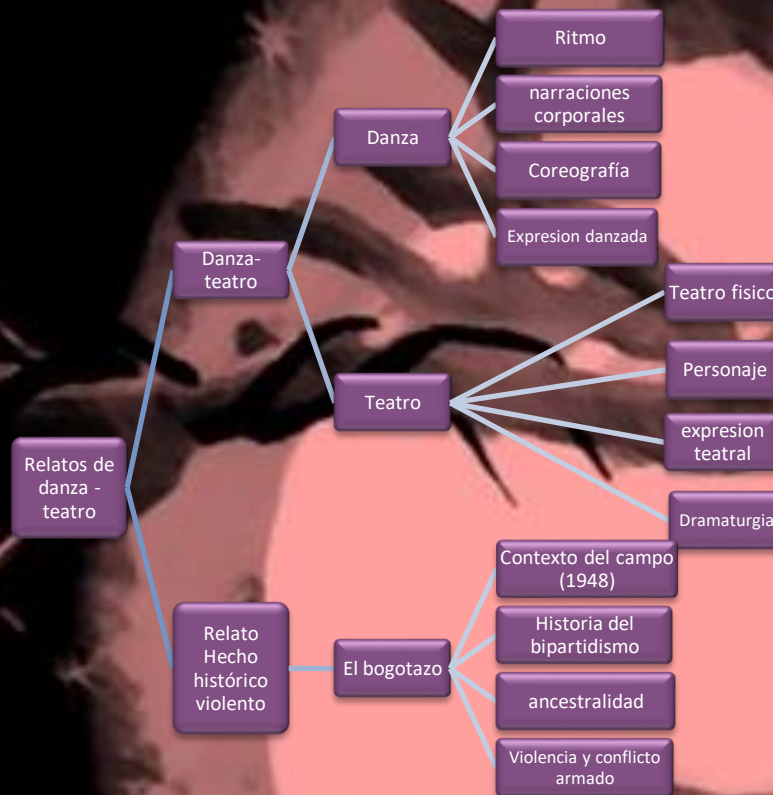 Ritmo
narraciones
corporales
Danza
Coreografía
Expresion danzada
Danza-
teatro
Teatro fisico
Personaje
Teatro
expresion
teatral
Relatos de
danza -
teatro
Dramaturgia
Contexto del campo
(1948)
Relato
Hecho
histórico
violento
Historia del
bipartidismo
El bogotazo
ancestralidad
Violencia y conflicto
armado